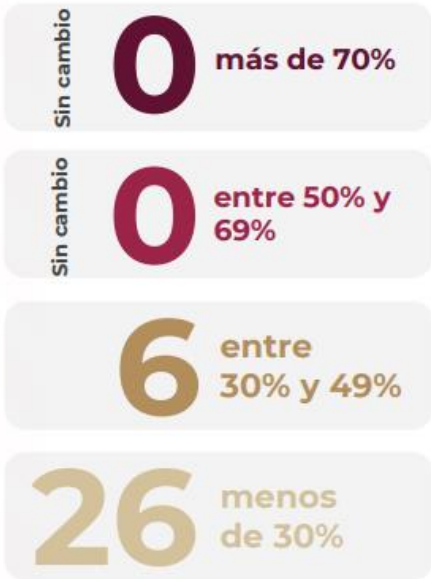 Sin cambio
0
más de 70%
Sin cambio
0
entre 50% y
69%
6
entre
30% y 49%
26
menos
de 30%